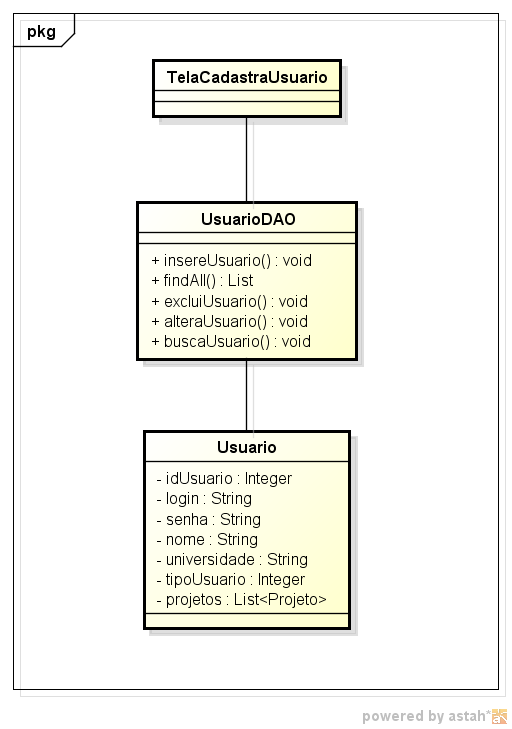 pkg
TelaCadastraUsuario
UsuarioDAO
+ insereUsuario() : void
+ findAll() : List
+ excluiUsuario() : void
+ alteraUsuario() : void
+ buscaUsuario() : void
Usuario
- idUsuario : Integer
- login : String
- senha : String
- nome : String
- universidade : String
- tipoUsuario : Integer
- projetos : List<Projeto>
powered by astah*